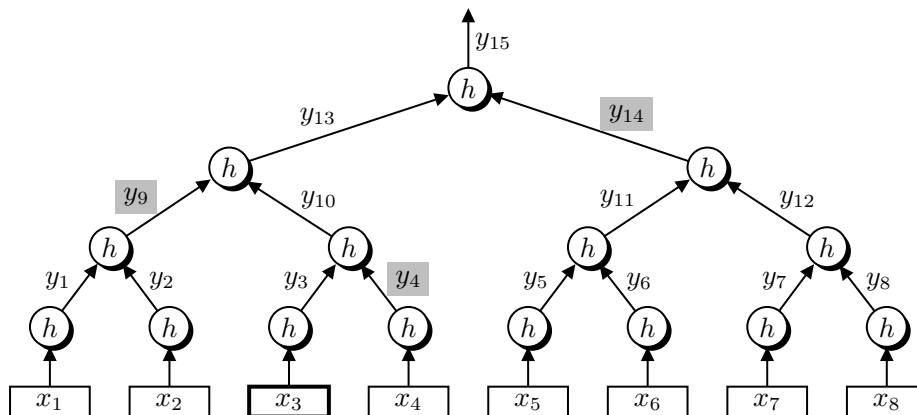 y₁₅
h
y₁₃ y₁₄
h h
y₉ y₁₀ y₁₁ y₁₂
h h h h
y₁ y₂ y₃ y₄ y₅ y₆ y₇ y₈
h h h h h h h h
x₁ x₂ x₃ x₄ x₅ x₆ x₇ x₈